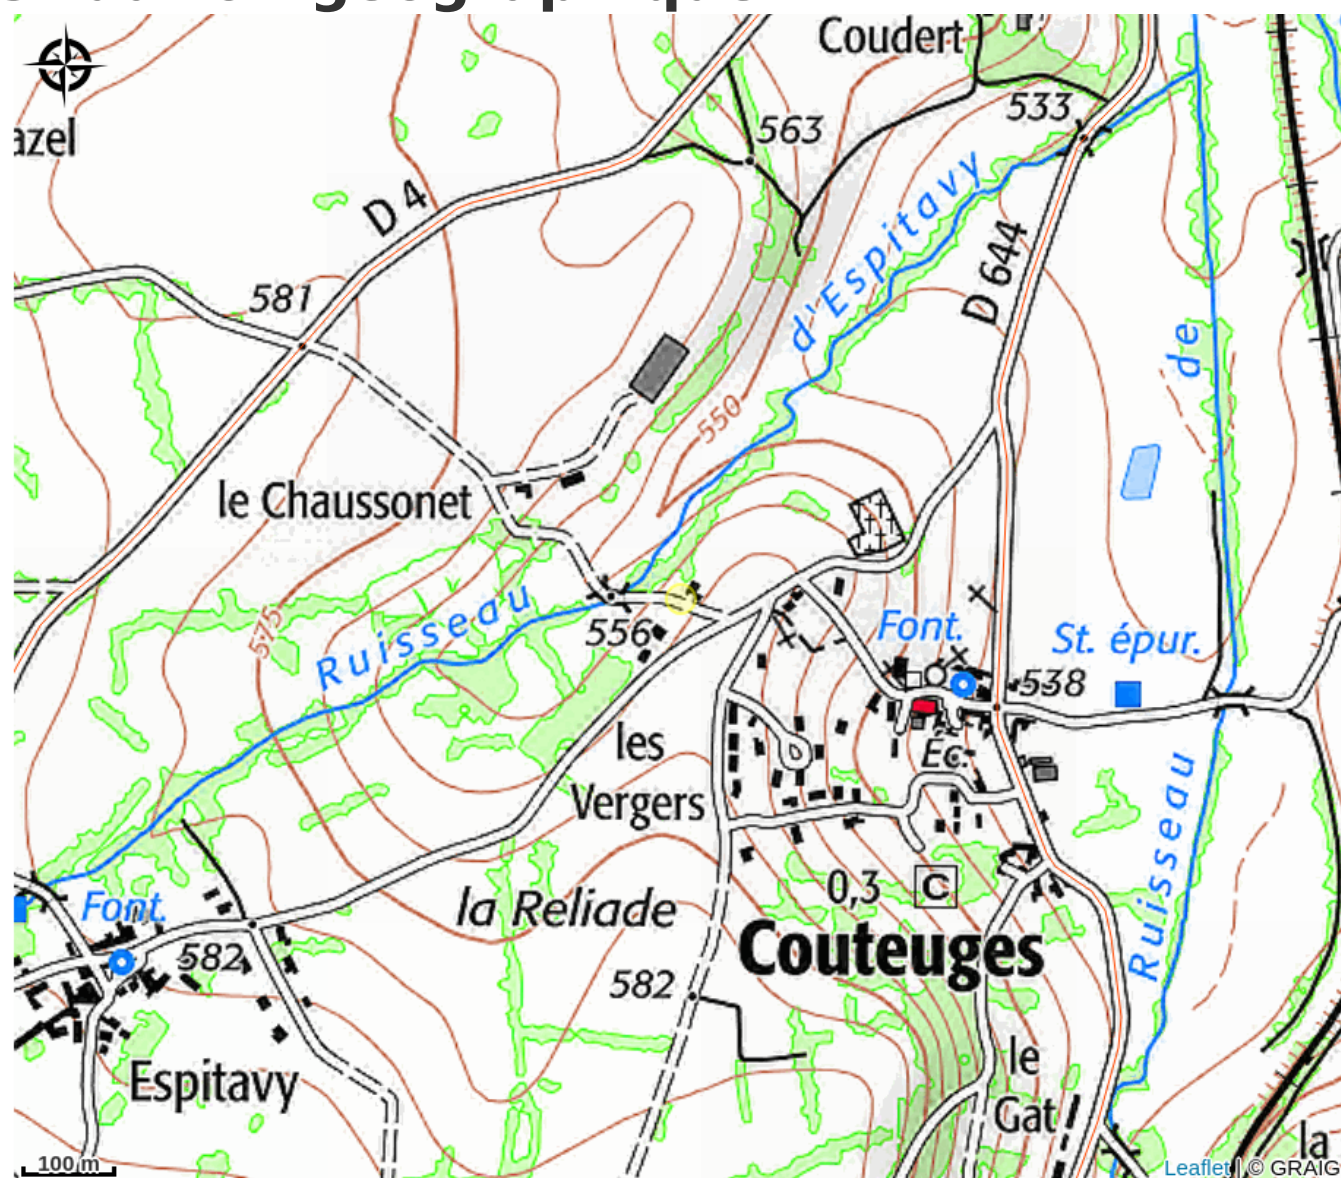 Coudert
533
563
azel
D 4
d'Espitavy
D 644
581
de
550
le Chaussonet
575
Ruisseau
556
Font.
St. épur.
538
les
Vergers
Éc.
Ruisseau
0,3 C
la Reliade
Couteuges
Font.
582
582
Espitavy
le
Gat
la
100 m
Leaflet | © GRAIG